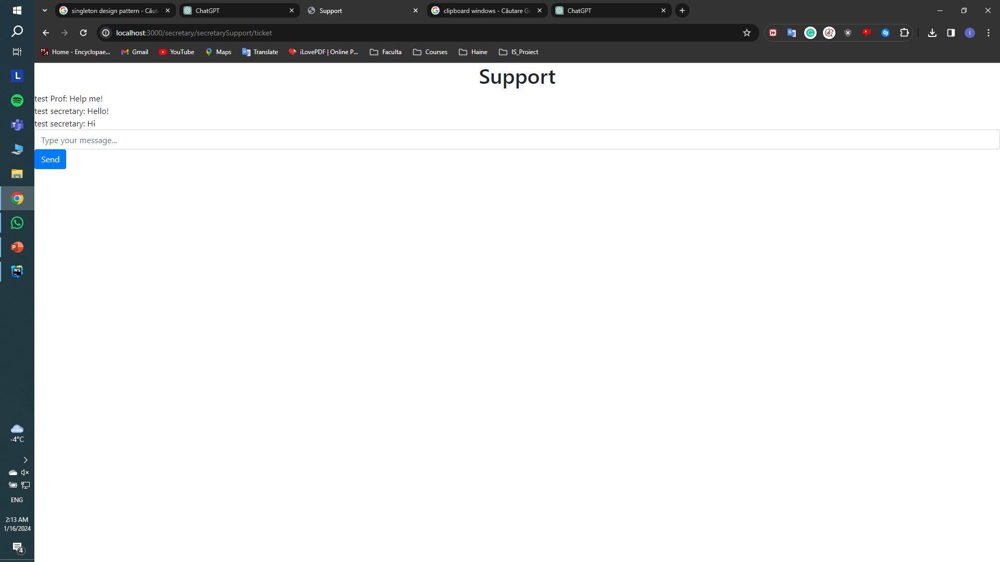 singleton design pattern - Căut
ChatGPT
Support
clipboard windows - Căutare Go
ChatGPT
localhost:3000/secretary/secretarySupport/ticket
Home - Encyclopae...
Gmail
YouTube
Maps
Translate
iLovePDF | Online P...
Faculta
Courses
Haine
IS_Proiect
Support
test Prof: Help me!
test secretary: Hello!
test secretary: Hi
Type your message...
Send
L
T
P
WS
-4°C
ENG
2:13 AM
1/16/2024
4